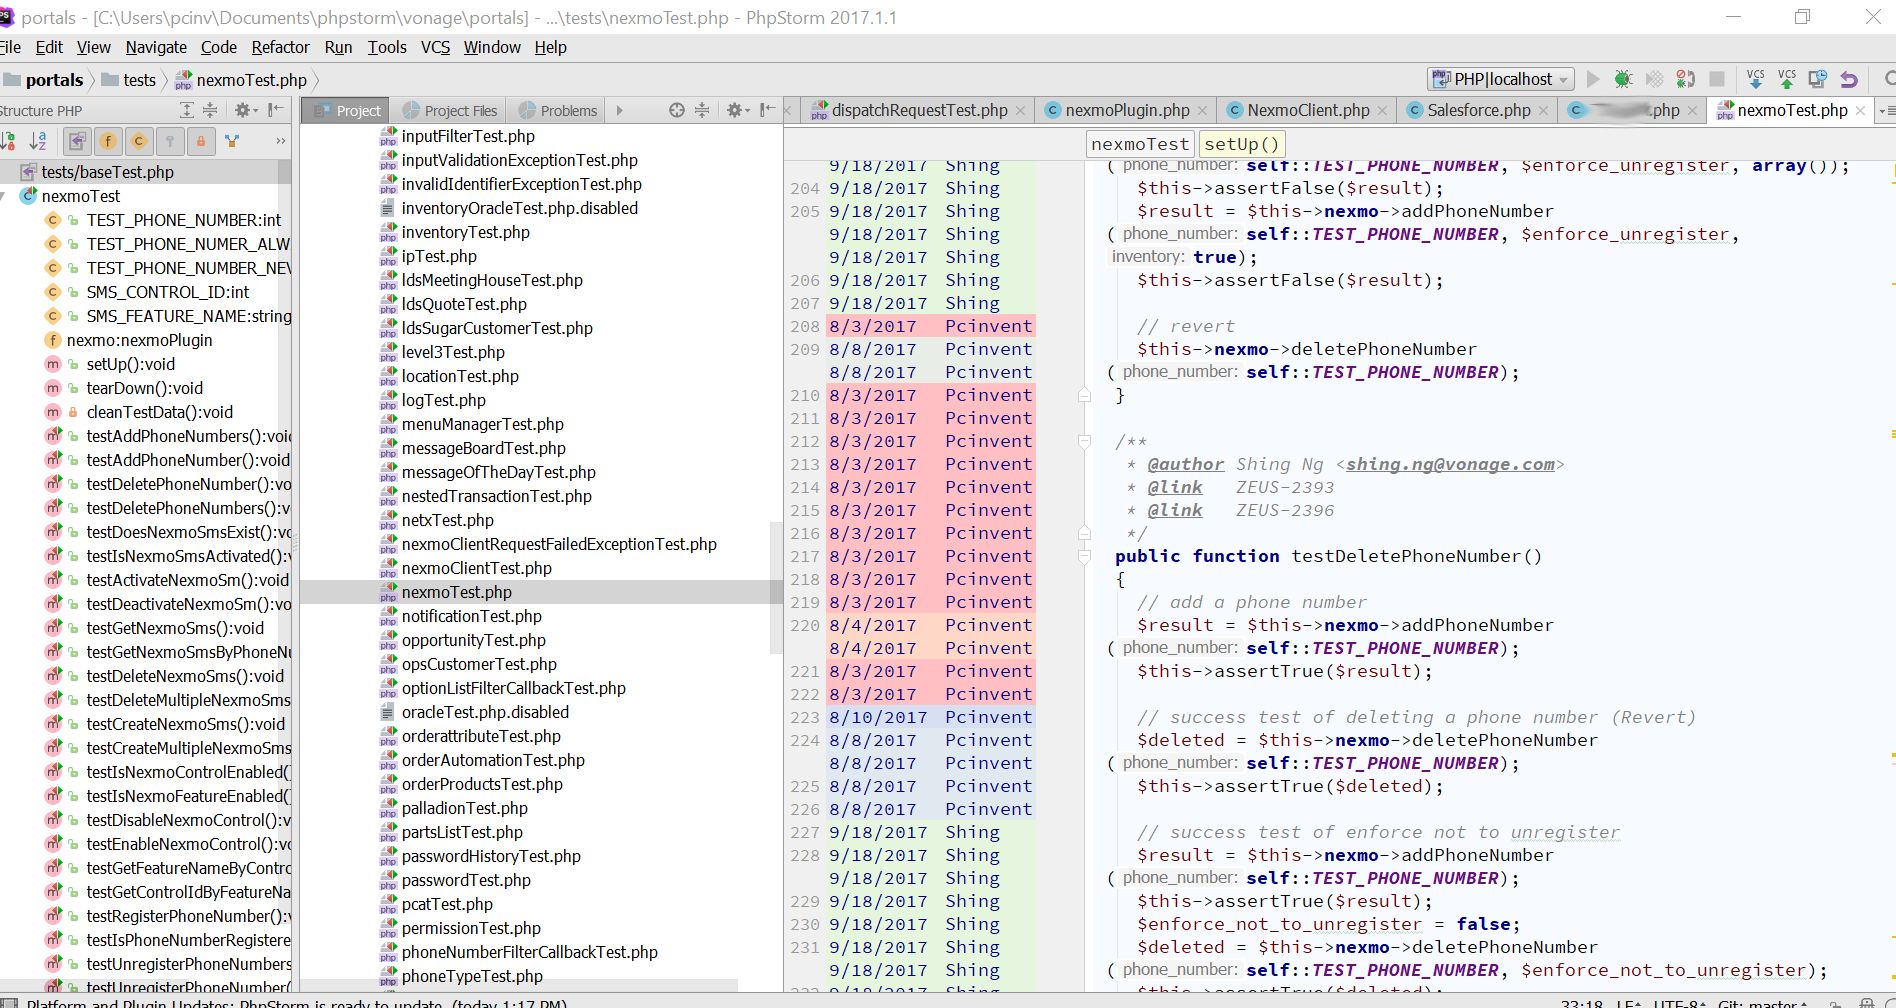 portals - [C:\Users\pcinv\Documents\phpstorm\vonage\portals] - ...\tests\nexmoTest.php - PhpStorm 2017.1.1
File Edit View Navigate Code Refactor Run Tools VCS Window Help
portals tests nexmoTest.php
PHP|localhost
VCS VCS
Structure PHP
Project Project Files Problems
dispatchRequestTest.php nexmoPlugin.php NexmoClient.php Salesforce.php .php nexmoTest.php
nexmoTest setUp()
tests/baseTest.php
nexmoTest
TEST_PHONE_NUMBER:int
TEST_PHONE_NUMER_ALW
TEST_PHONE_NUMBER_NEV
SMS_CONTROL_ID:int
SMS_FEATURE_NAME:string
nexmo:nexmoPlugin
setUp():void
tearDown():void
cleanTestData():void
testAddPhoneNumbers():voi
testAddPhoneNumber():void
testDeletePhoneNumber():vo
testDeletePhoneNumbers():v
testDoesNexmoSmsExist():vo
testIsNexmoSmsActivated():v
testActivateNexmoSm():void
testDeactivateNexmoSm():vo
testGetNexmoSms():void
testGetNexmoSmsByPhoneNu
testDeleteNexmoSms():void
testDeleteMultipleNexmoSms
testCreateNexmoSms():void
testCreateMultipleNexmoSms
testIsNexmoControlEnabled()
testIsNexmoFeatureEnabled()
testDisableNexmoControl():v
testEnableNexmoControl():vo
testGetFeatureNameByContro
testGetControlIdByFeatureNa
testRegisterPhoneNumber():v
testIsPhoneNumberRegistere
testUnregisterPhoneNumbers
testUnregisterPhoneNumber(
inputFilterTest.php
inputValidationExceptionTest.php
invalidIdentifierExceptionTest.php
inventoryOracleTest.php.disabled
inventoryTest.php
ipTest.php
ldsMeetingHouseTest.php
ldsQuoteTest.php
ldsSugarCustomerTest.php
level3Test.php
locationTest.php
logTest.php
menuManagerTest.php
messageBoardTest.php
messageOfTheDayTest.php
nestedTransactionTest.php
netxTest.php
nexmoClientRequestFailedExceptionTest.php
nexmoClientTest.php
nexmoTest.php
notificationTest.php
opportunityTest.php
opsCustomerTest.php
optionListFilterCallbackTest.php
oracleTest.php.disabled
orderattributeTest.php
orderAutomationTest.php
orderProductsTest.php
palladionTest.php
partsListTest.php
passwordHistoryTest.php
passwordTest.php
pcatTest.php
permissionTest.php
phoneNumberFilterCallbackTest.php
phoneTypeTest.php
9/18/2017 Shing (phone_number: self::TEST_PHONE_NUMBER, $enforce_unregister, array());
204 9/18/2017 Shing $this->assertFalse($result);
205 9/18/2017 Shing $result = $this->nexmo->addPhoneNumber
9/18/2017 Shing (phone_number: self::TEST_PHONE_NUMBER, $enforce_unregister,
9/18/2017 Shing inventory: true);
206 9/18/2017 Shing $this->assertFalse($result);
207 9/18/2017 Shing
208 8/3/2017 Pcinvent // revert
209 8/8/2017 Pcinvent $this->nexmo->deletePhoneNumber
8/8/2017 Pcinvent (phone_number: self::TEST_PHONE_NUMBER);
210 8/3/2017 Pcinvent }
211 8/3/2017 Pcinvent
212 8/3/2017 Pcinvent /**
213 8/3/2017 Pcinvent * @author Shing Ng <shing.ng@vonage.com>
214 8/3/2017 Pcinvent * @link ZEUS-2393
215 8/3/2017 Pcinvent * @link ZEUS-2396
216 8/3/2017 Pcinvent */
217 8/3/2017 Pcinvent public function testDeletePhoneNumber()
218 8/3/2017 Pcinvent {
219 8/3/2017 Pcinvent // add a phone number
220 8/4/2017 Pcinvent $result = $this->nexmo->addPhoneNumber
8/4/2017 Pcinvent (phone_number: self::TEST_PHONE_NUMBER);
221 8/3/2017 Pcinvent $this->assertTrue($result);
222 8/3/2017 Pcinvent
223 8/10/2017 Pcinvent // success test of deleting a phone number (Revert)
224 8/8/2017 Pcinvent $deleted = $this->nexmo->deletePhoneNumber
8/8/2017 Pcinvent (phone_number: self::TEST_PHONE_NUMBER);
225 8/8/2017 Pcinvent $this->assertTrue($deleted);
226 8/8/2017 Pcinvent
227 9/18/2017 Shing // success test of enforce not to unregister
228 9/18/2017 Shing $result = $this->nexmo->addPhoneNumber
9/18/2017 Shing (phone_number: self::TEST_PHONE_NUMBER);
229 9/18/2017 Shing $this->assertTrue($result);
230 9/18/2017 Shing $enforce_not_to_unregister = false;
231 9/18/2017 Shing $deleted = $this->nexmo->deletePhoneNumber
9/18/2017 Shing (phone_number: self::TEST_PHONE_NUMBER, $enforce_not_to_unregister);
232 9/18/2017 Shing $this->assertTrue($deleted);
Platform and Plugin Updates: PhpStorm is ready to update. (today 1:17 PM)
33:18 LF UTF-8 Git: master